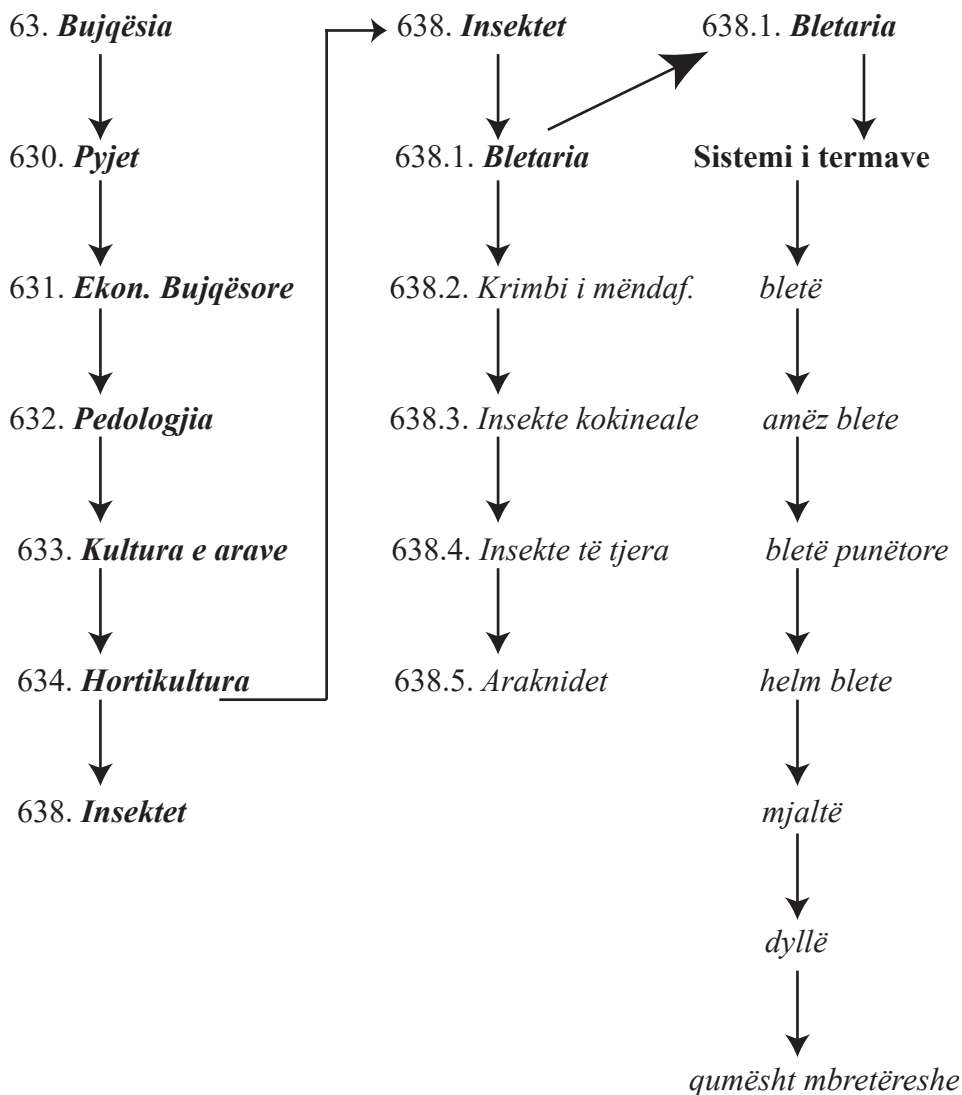 63. Bujqësia
630. Pyjet
631. Ekon. Bujqësore
632. Pedologjia
633. Kultura e arave
634. Hortikultura
638. Insektet
638. Insektet
638.1. Bletaria
638.2. Krimbi i mëndaf.
638.3. Insekte kokineale
638.4. Insekte të tjera
638.5. Araknidet
638.1. Bletaria
Sistemi i termave
bletë
amëz blete
bletë punëtore
helm blete
mjaltë
dyllë
qumësht mbretëreshe